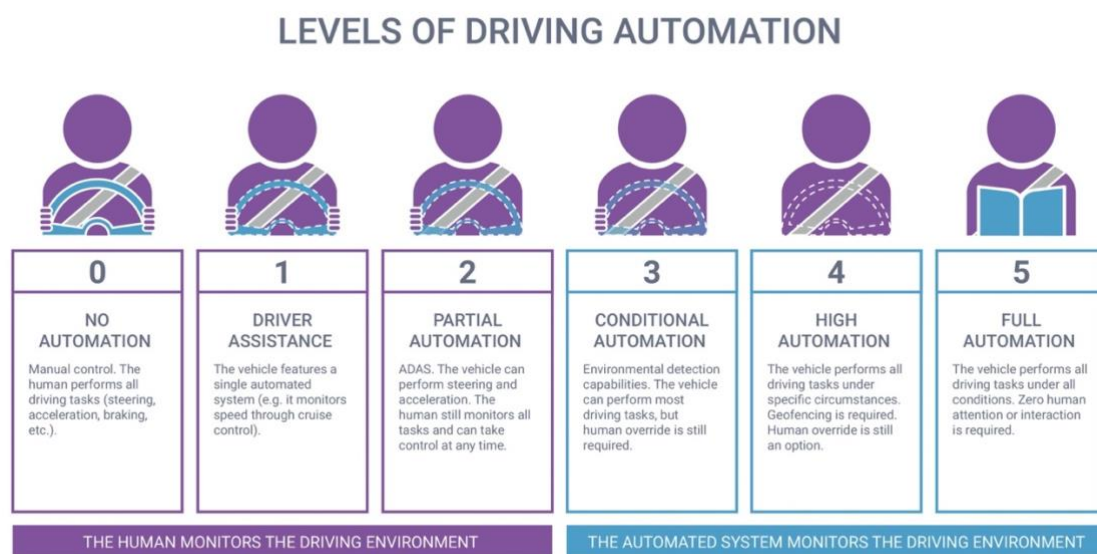 LEVELS OF DRIVING AUTOMATION
0
NO
AUTOMATION
Manual control. The
human performs all
driving tasks (steering,
acceleration, braking,
etc.).
1
DRIVER
ASSISTANCE
The vehicle features a
single automated
system (e.g. it monitors
speed through cruise
control).
2
PARTIAL
AUTOMATION
ADAS. The vehicle can
perform steering and
acceleration. The
human still monitors all
tasks and can take
control at any time.
3
CONDITIONAL
AUTOMATION
Environmental detection
capabilities. The vehicle
can perform most
driving tasks, but
human override is still
required.
4
HIGH
AUTOMATION
The vehicle performs all
driving tasks under
specific circumstances.
Geofencing is required.
Human override is still
an option.
5
FULL
AUTOMATION
The vehicle performs all
driving tasks under all
conditions. Zero human
attention or interaction
is required.
THE HUMAN MONITORS THE DRIVING ENVIRONMENT
THE AUTOMATED SYSTEM MONITORS THE DRIVING ENVIRONMENT